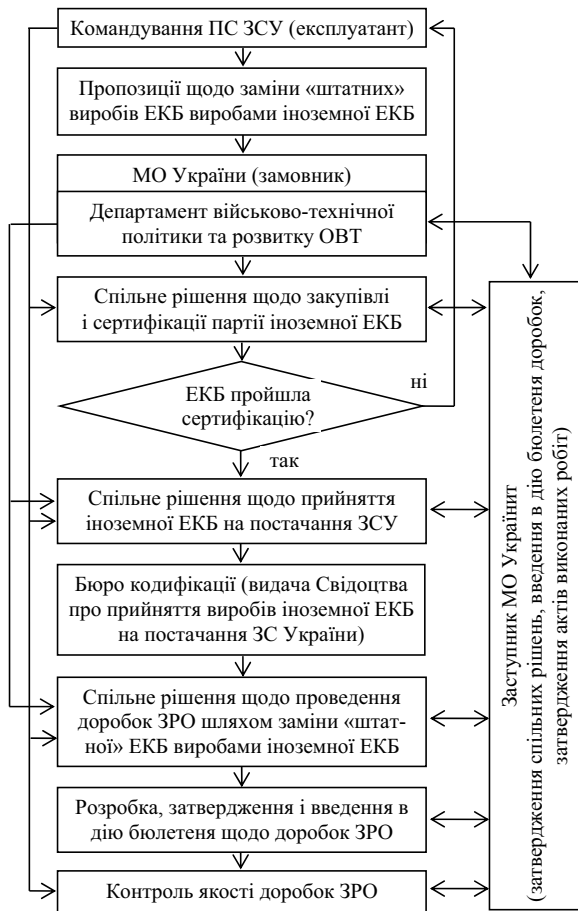 Командування ПС ЗСУ (експлуатант)
Пропозиції щодо заміни «штатних»
виробів ЕКБ виробами іноземної ЕКБ
МО України (замовник)
Департамент військово-технічної
політики та розвитку ОВТ
Спільне рішення щодо закупівлі
і сертифікації партії іноземної ЕКБ
ЕКБ пройшла
сертифікацію?
ні
так
Спільне рішення щодо прийняття
іноземної ЕКБ на постачання ЗСУ
Бюро кодифікації (видача Свідоцтва
про прийняття виробів іноземної ЕКБ
на постачання ЗС України)
Спільне рішення щодо проведення
доробок ЗРО шляхом заміни «штат-
ної» ЕКБ виробами іноземної ЕКБ
Розробка, затвердження і введення в
дію бюлетеня щодо доробок ЗРО
Контроль якості доробок ЗРО
Заступник МО Українит
(затвердження спільних рішень, введення в дію бюлетеня доробок,
затвердження актів виконаних робіт)